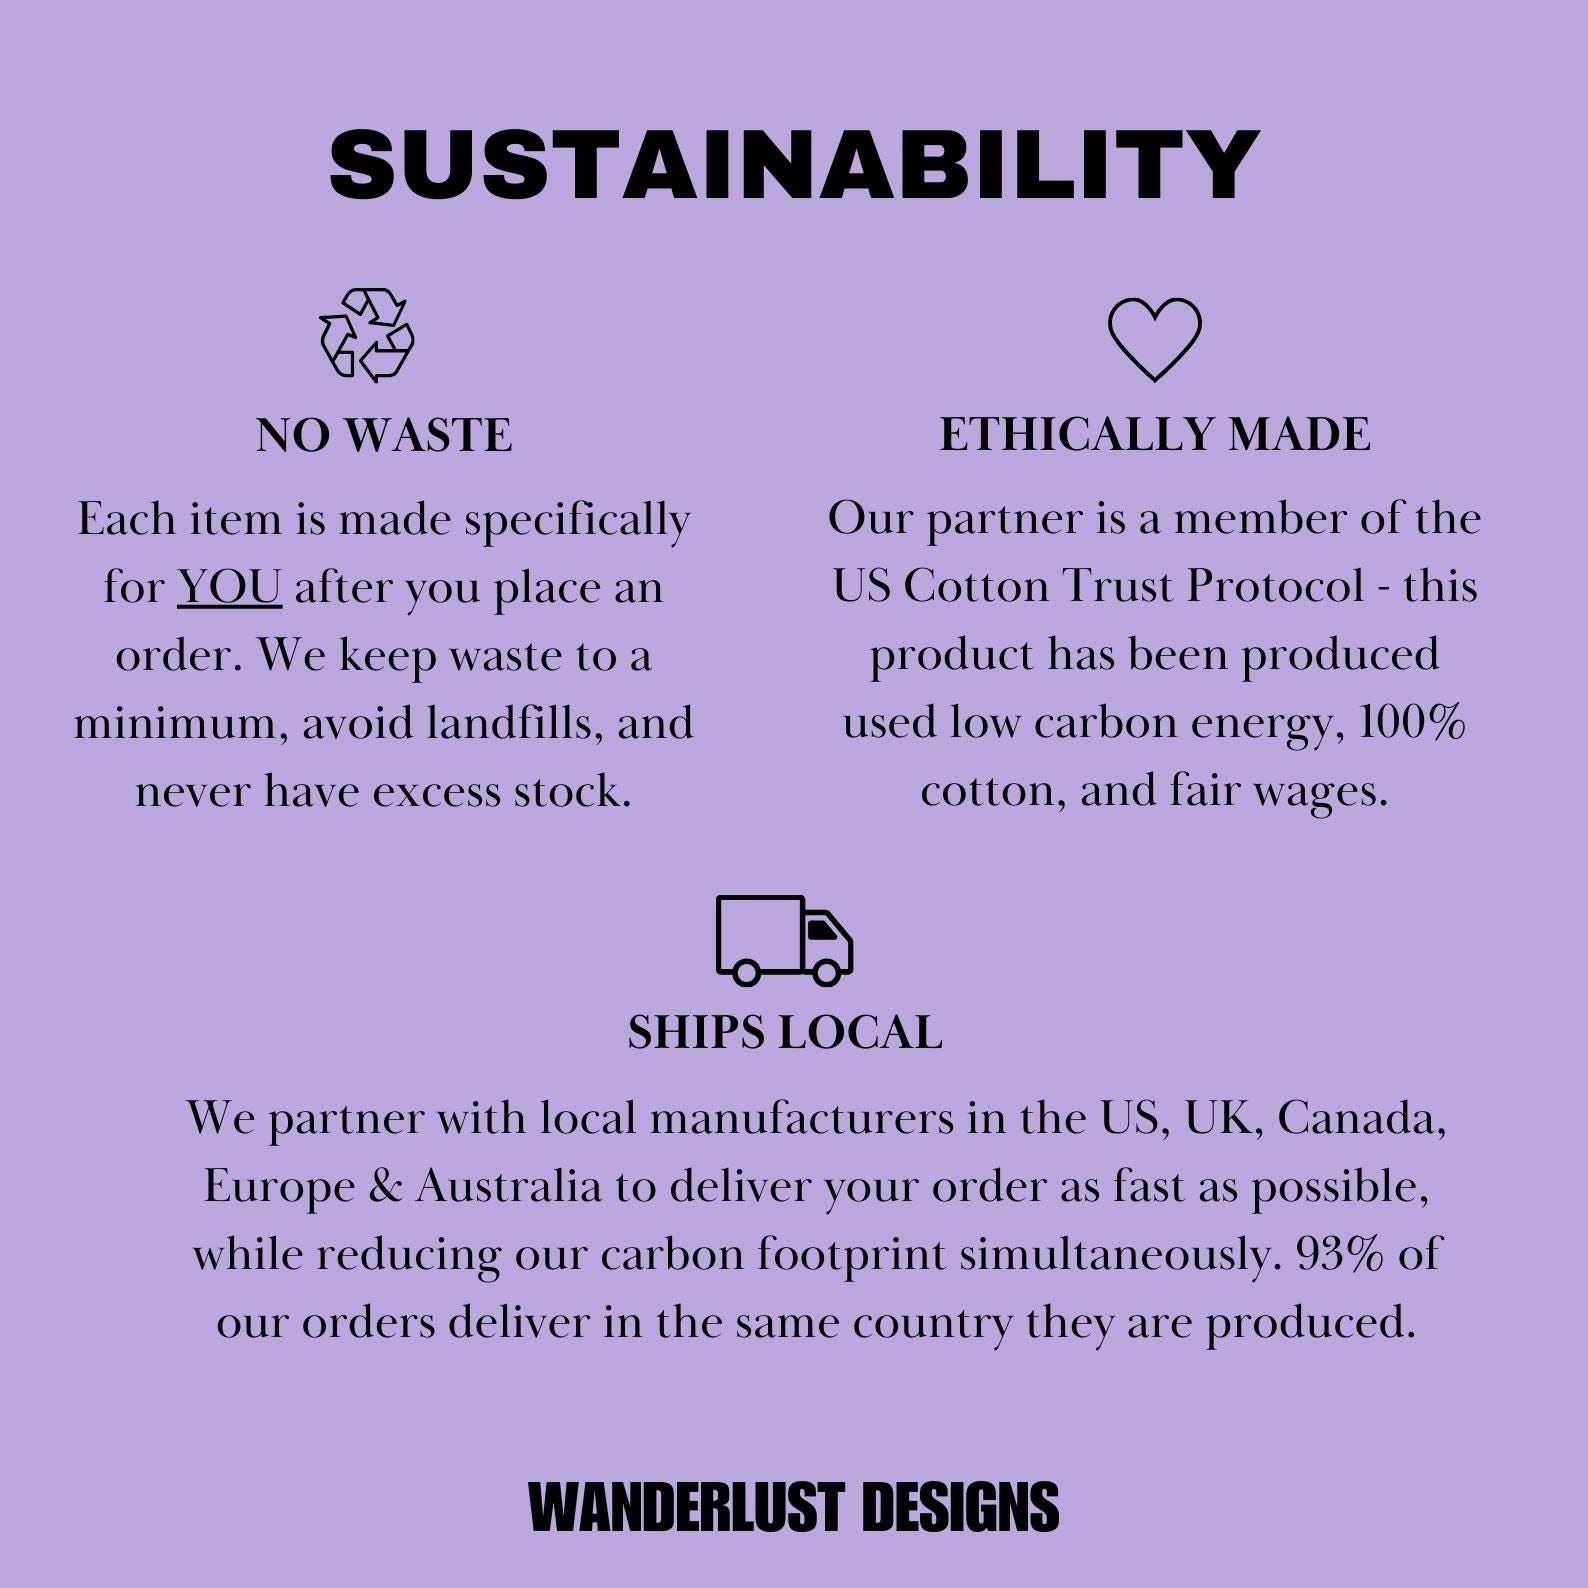 SUSTAINABILITY
NO WASTE
Each item is made specifically
for YOU after you place an
order. We keep waste to a
minimum, avoid landfills, and
never have excess stock.
ETHICALLY MADE
Our partner is a member of the
US Cotton Trust Protocol - this
product has been produced
used low carbon energy, 100%
cotton, and fair wages.
SHIPS LOCAL
We partner with local manufacturers in the US, UK, Canada,
Europe & Australia to deliver your order as fast as possible,
while reducing our carbon footprint simultaneously. 93% of
our orders deliver in the same country they are produced.
WANDERLUST DESIGNS